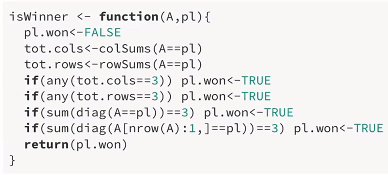 isWinner <- function(A,pl){
  pl.won<-FALSE
  tot.cols<-colSums(A==pl)
  tot.rows<-rowSums(A==pl)
  if(any(tot.cols==3)) pl.won<-TRUE
  if(any(tot.rows==3)) pl.won<-TRUE
  if(sum(diag(A==pl))==3) pl.won<-TRUE
  if(sum(diag(A[nrow(A):1,]==pl))==3) pl.won<-TRUE
  return(pl.won)
}